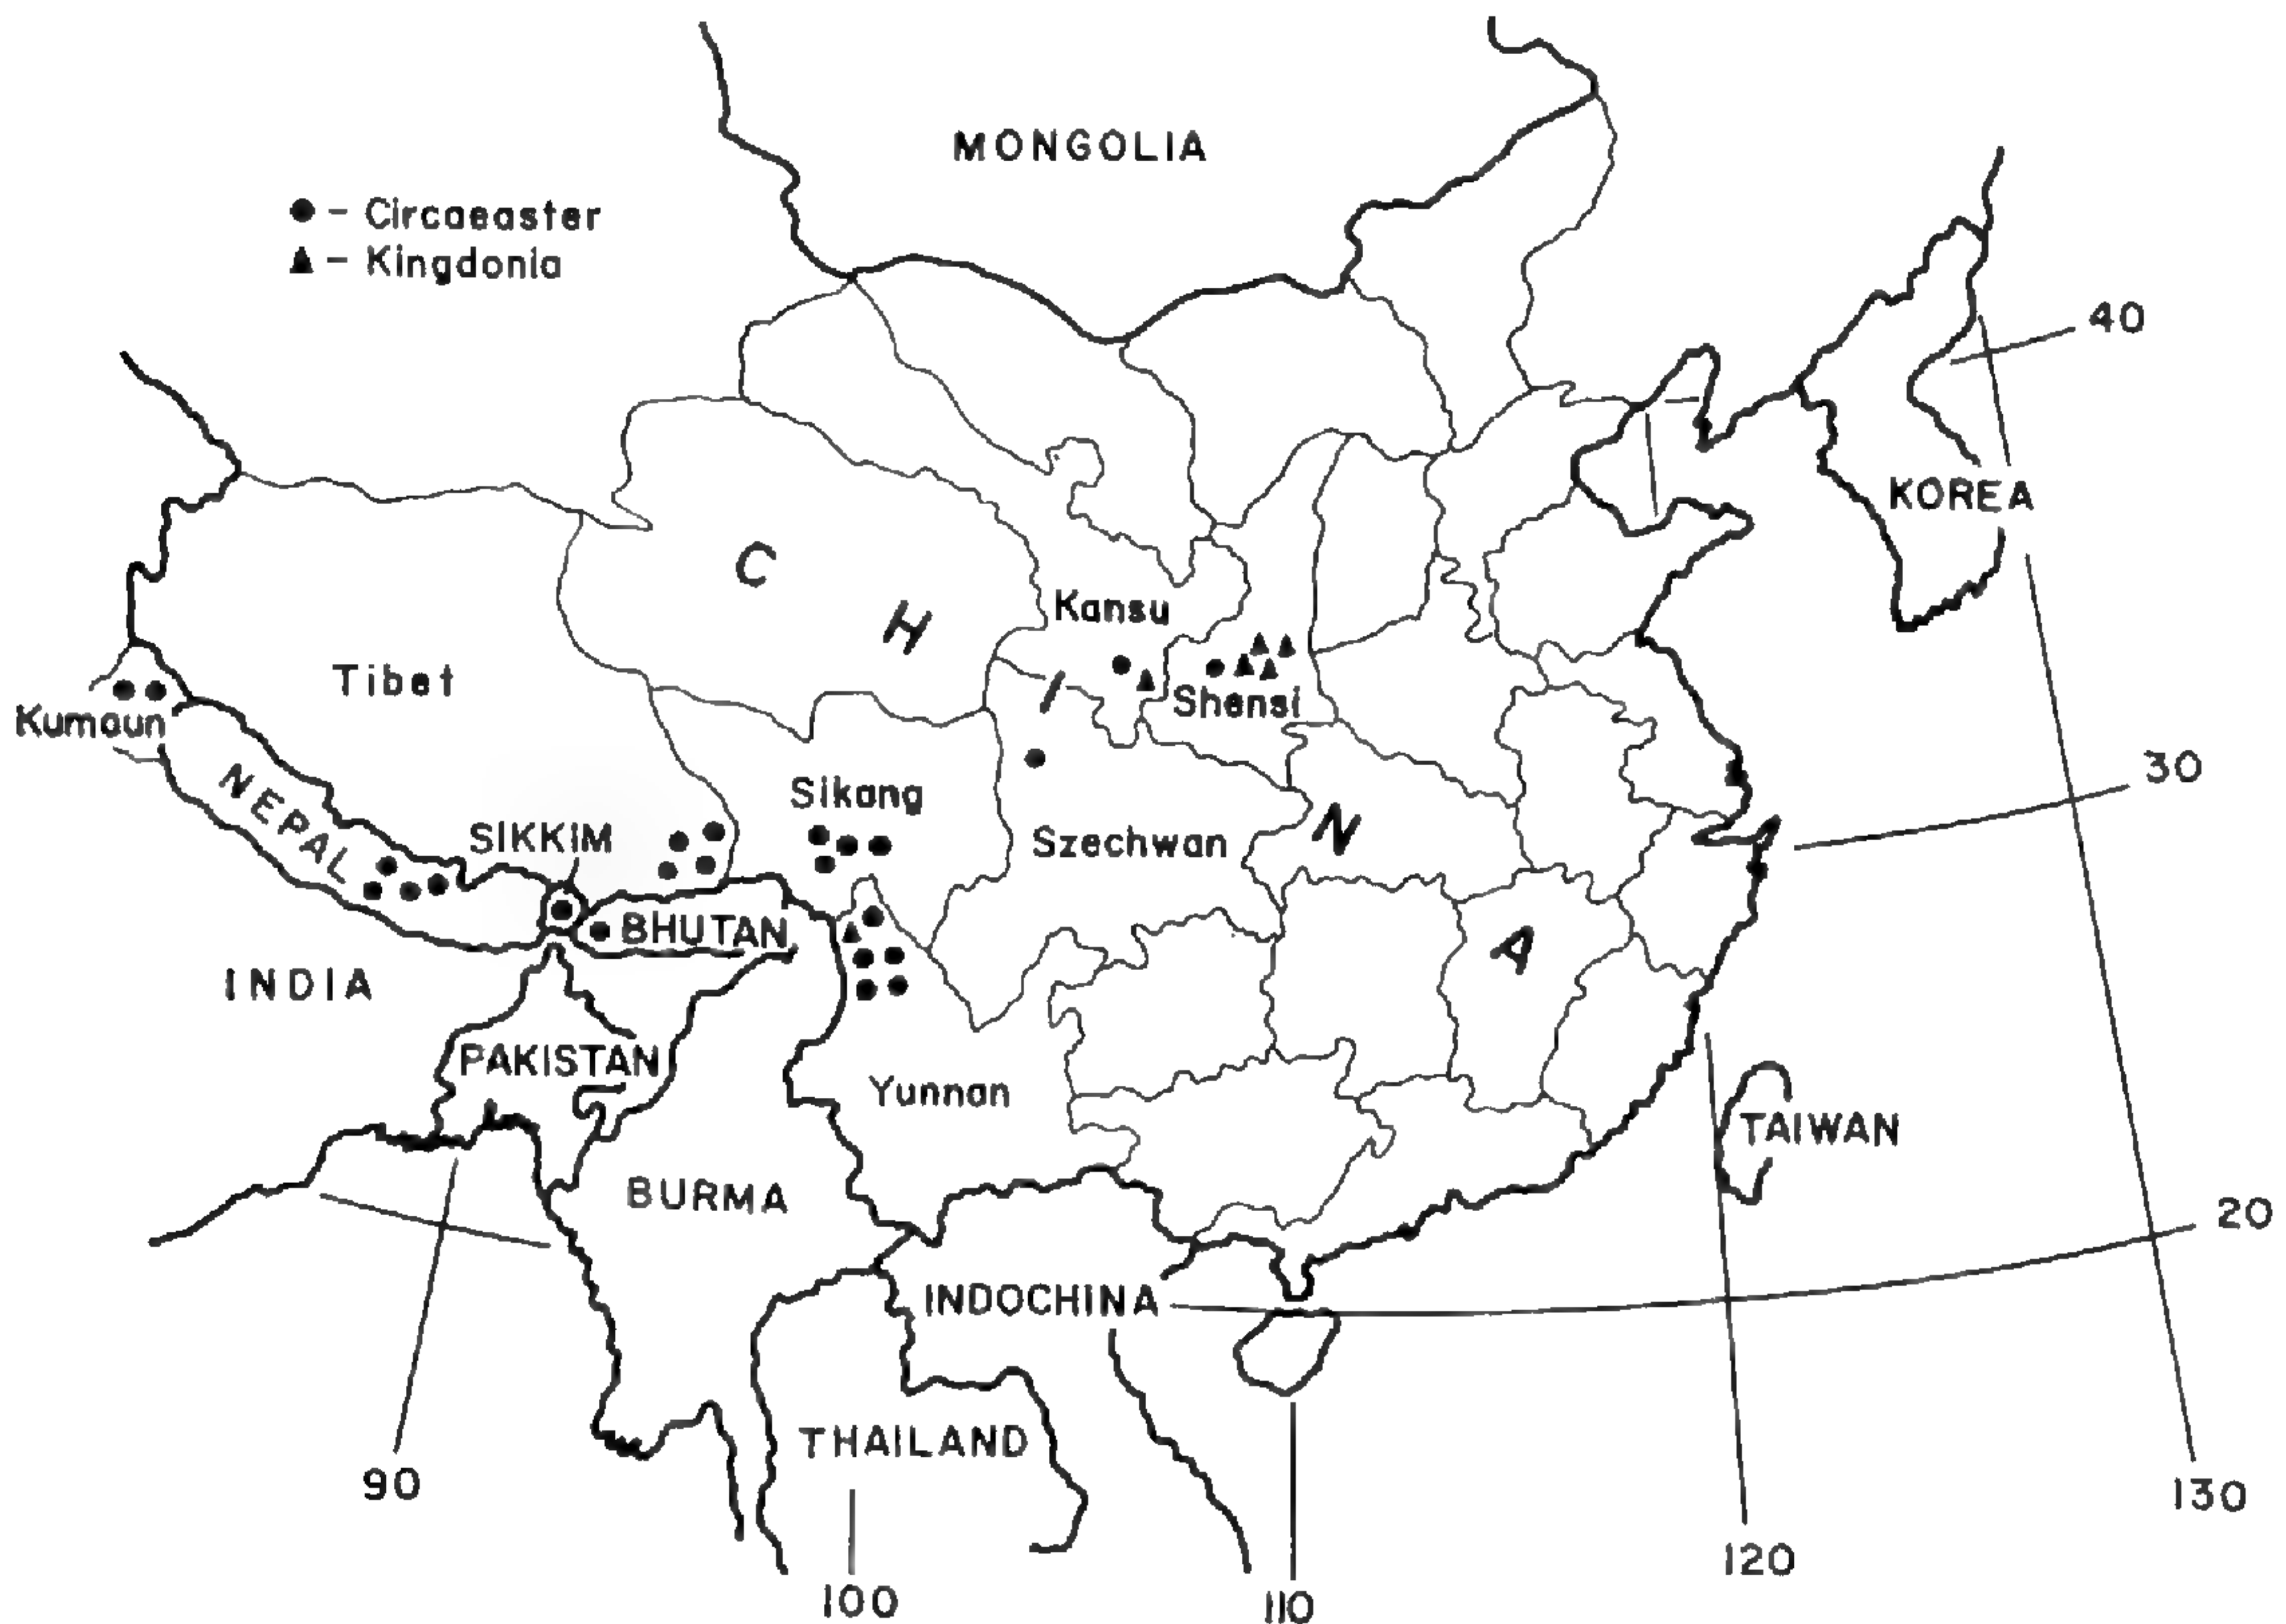 MONGOLIA
● – Circaeaster
▲ – Kingdonia
40
KOREA
C
H
Kansu
Tibet
I
Shensi
Kumaun
30
NEPAL
Sikang
SIKKIM
N
Szechwan
BHUTAN
A
INDIA
PAKISTAN
Yunnan
TAIWAN
BURMA
20
INDOCHINA
THAILAND
90
130
120
100
110